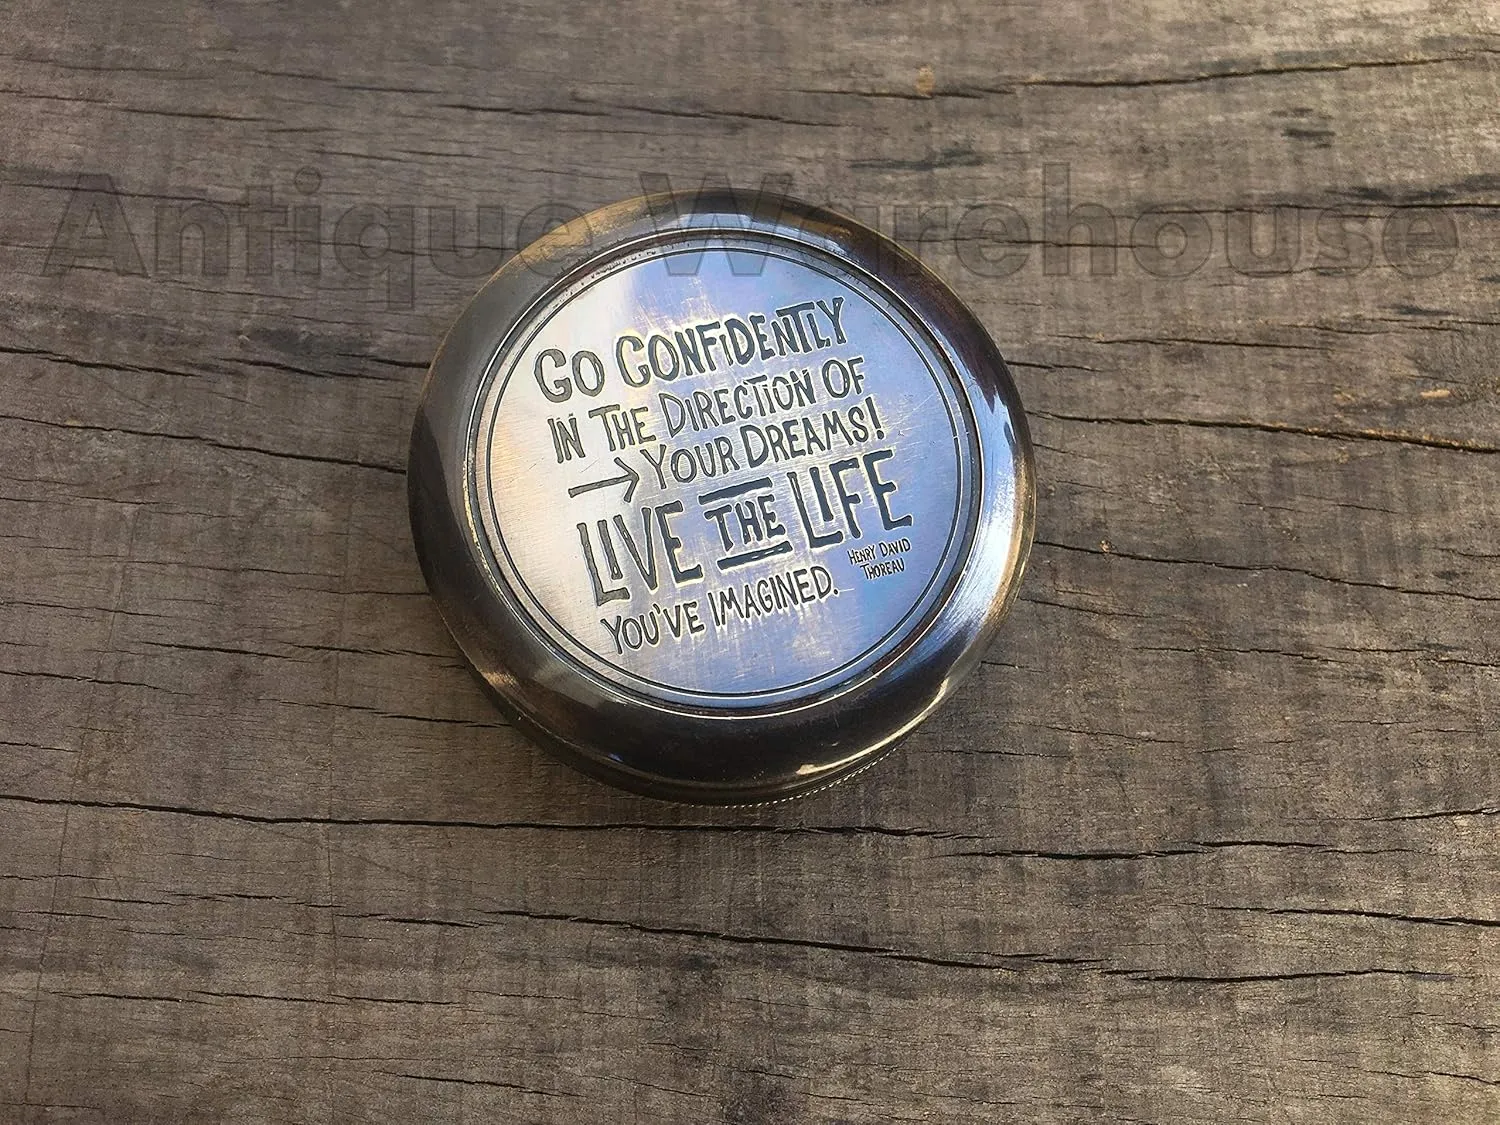 Antique Warehouse
GO CONFIDENTLY
IN THE DIRECTION OF
→ YOUR DREAMS!
LIVE THE LIFE
HENRY DAVID
THOREAU
YOU'VE IMAGINED.